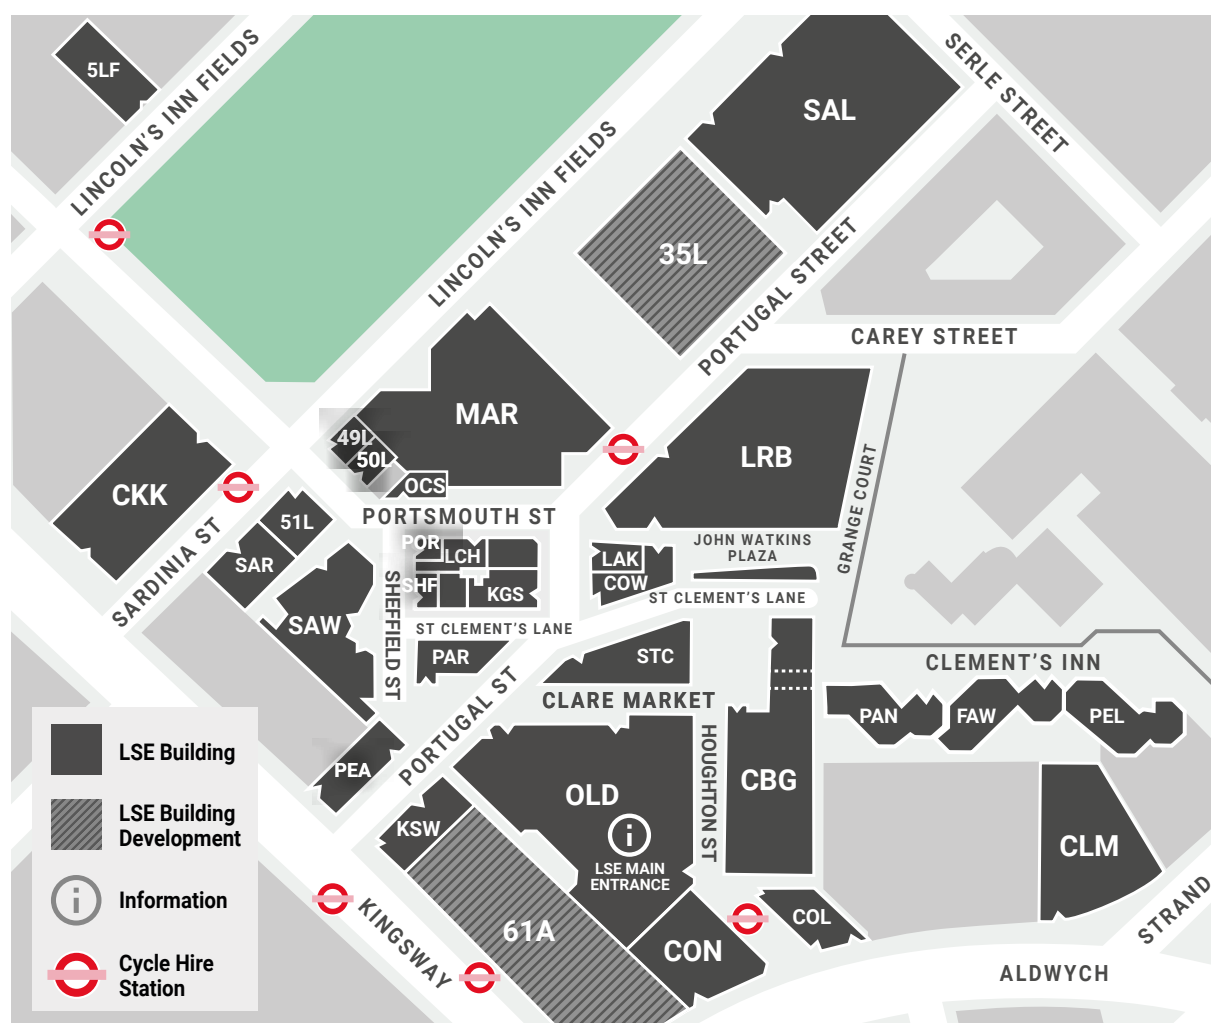 5LF
LINCOLN'S INN FIELDS
SAL
SERLE STREET
LINCOLN'S INN FIELDS
35L
PORTUGAL STREET
CAREY STREET
MAR
49L
50L
OCS
LRB
GRANGE COURT
CKK
SARDINIA ST
51L
SAR
SAW
PORTSMOUTH ST
POR
LCH
SHF
KGS
SHEFFIELD ST
ST CLEMENT'S LANE
PAR
LAK
COW
JOHN WATKINS
PLAZA
ST CLEMENT'S LANE
STC
CLARE MARKET
CLEMENT'S INN
PAN
FAW
PEL
PEA
PORTUGAL ST
HOUGHTON ST
OLD
LSE MAIN
ENTRANCE
CBG
KSW
61A
CON
COL
CLM
KINGSWAY
STRAND
ALDWYCH
LSE Building
LSE Building
Development
Information
Cycle Hire
Station